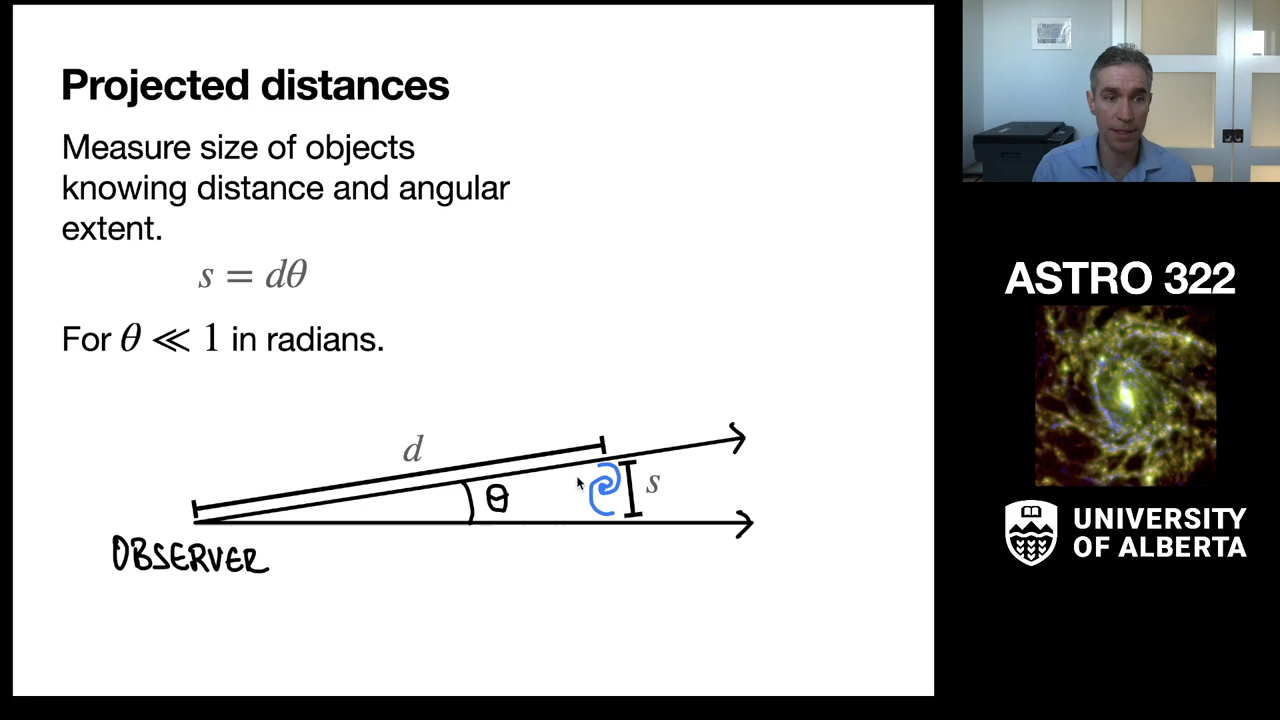 Projected distances
Measure size of objects
knowing distance and angular
extent.
s = dθ
For θ ≪ 1 in radians.
d
θ
s
OBSERVER
ASTRO 322
UNIVERSITY
OF ALBERTA